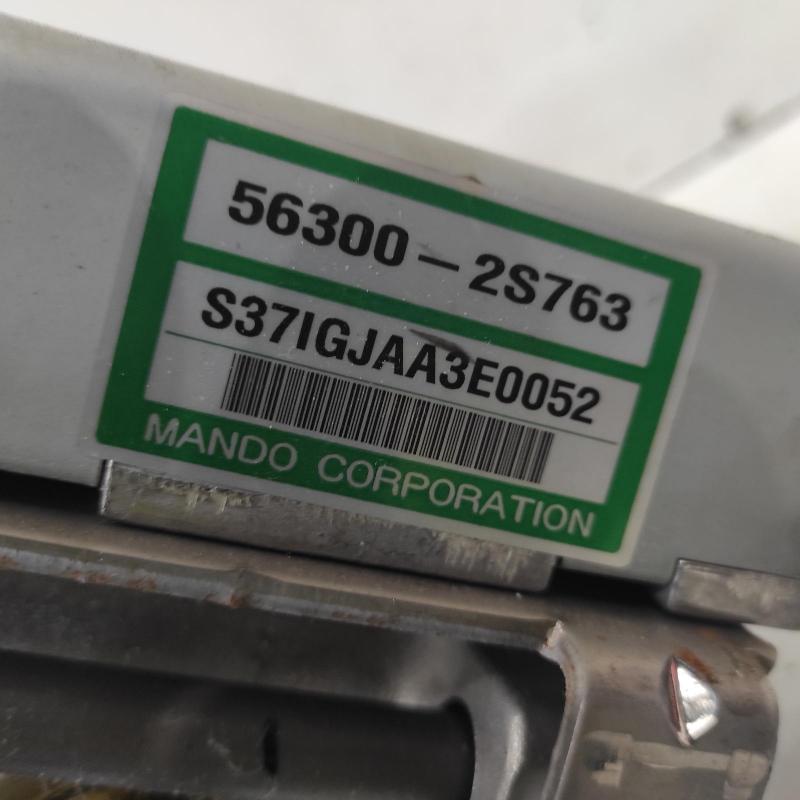 56300-2S763
S37IGJAA3E0052
MANDO CORPORATION